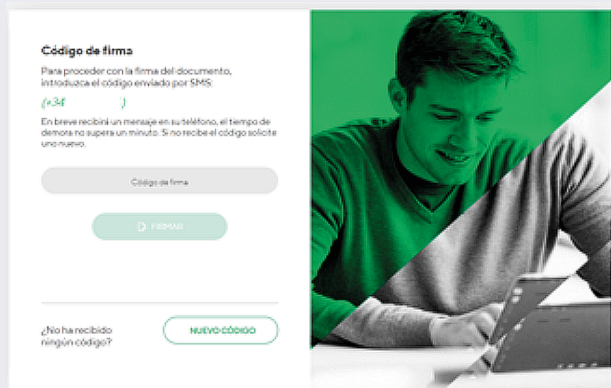 Código de firma
Para proceder con la firma del documento,
introduzca el código enviado por SMS:
(+34 )
En breve recibirá un mensaje en su teléfono, el tiempo de
demora no supera un minuto. Si no recibe el código solicite
uno nuevo.
Código de firma
FIRMAR
¿No ha recibido
ningún código?
NUEVO CÓDIGO